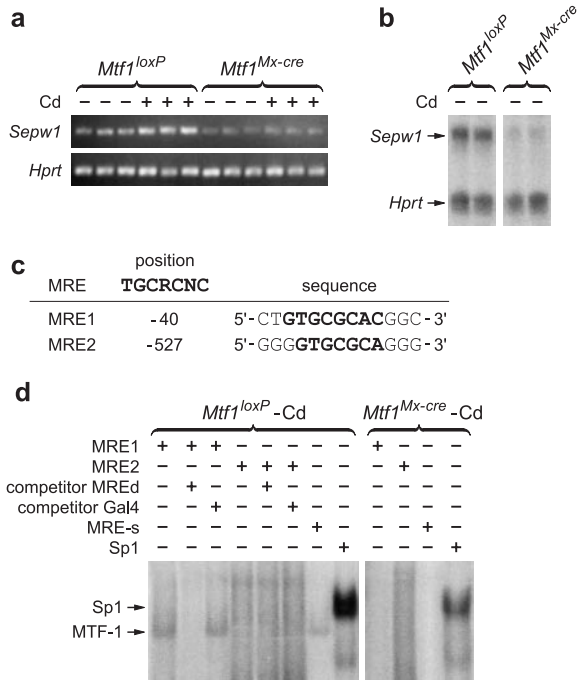 a
Mtf1loxP Mtf1Mx-cre
Cd – – – + + + – – – + + +
Sepw1
Hprt
b
Mtf1loxP Mtf1Mx-cre
Cd – – – –
Sepw1
Hprt
c
position
MRE TGCRCNC sequence
MRE1 -40 5'-CTGTGCGCACGGC-3'
MRE2 -527 5'-GGGGTGCGCAGGG-3'
d
Mtf1loxP -Cd Mtf1Mx-cre -Cd
MRE1 + + + – – – – – + – – –
MRE2 – – – + + + – – – + – –
competitor MREd – + – – + – – – – – – –
competitor Gal4 – – + – – + – – – – – –
MRE-s – – – – – – + – – – + –
Sp1 – – – – – – – + – – – +
Sp1
MTF-1